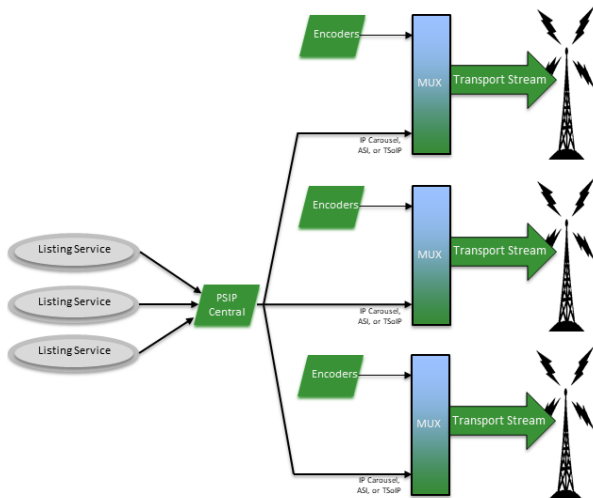 Encoders
MUX
Transport Stream
IP Carousel,
ASI, or TSoIP
Encoders
MUX
Transport Stream
IP Carousel,
ASI, or TSoIP
Listing Service
Listing Service
Listing Service
PSIP
Central
Encoders
MUX
Transport Stream
IP Carousel,
ASI, or TSoIP